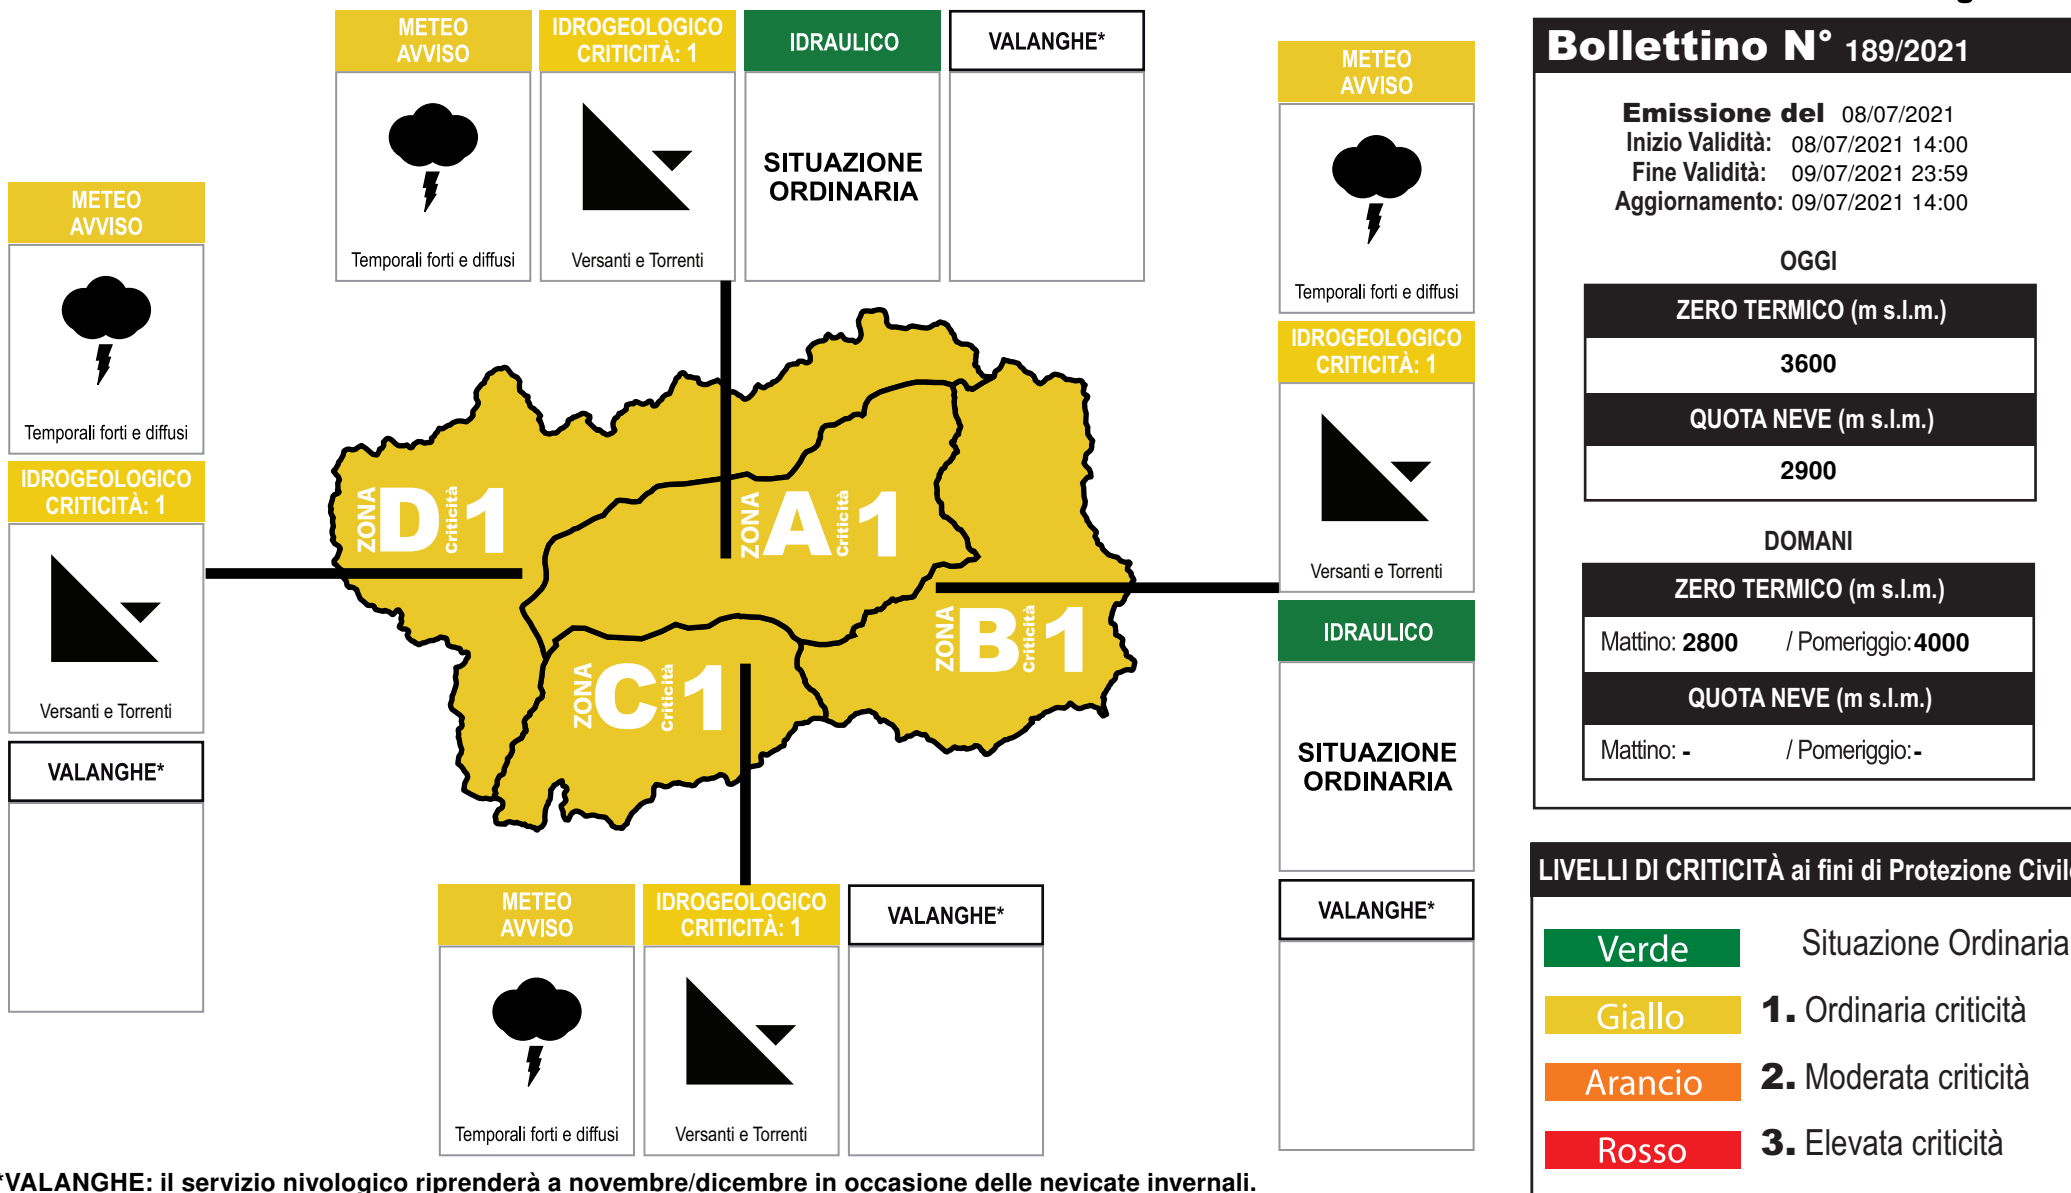 METEO
AVVISO
Temporali forti e diffusi
IDROGEOLOGICO
CRITICITÀ: 1
Versanti e Torrenti
IDRAULICO
SITUAZIONE
ORDINARIA
VALANGHE*
METEO
AVVISO
Temporali forti e diffusi
IDROGEOLOGICO
CRITICITÀ: 1
Versanti e Torrenti
VALANGHE*
ZONA D Criticità 1
ZONA A Criticità 1
ZONA B Criticità 1
ZONA C Criticità 1
METEO
AVVISO
Temporali forti e diffusi
IDROGEOLOGICO
CRITICITÀ: 1
Versanti e Torrenti
IDRAULICO
SITUAZIONE
ORDINARIA
VALANGHE*
METEO
AVVISO
Temporali forti e diffusi
IDROGEOLOGICO
CRITICITÀ: 1
Versanti e Torrenti
VALANGHE*
*VALANGHE: il servizio nivologico riprenderà a novembre/dicembre in occasione delle nevicate invernali.
Bollettino N° 189/2021
Emissione del 08/07/2021
Inizio Validità: 08/07/2021 14:00
Fine Validità: 09/07/2021 23:59
Aggiornamento: 09/07/2021 14:00
OGGI
ZERO TERMICO (m s.l.m.)
3600
QUOTA NEVE (m s.l.m.)
2900
DOMANI
ZERO TERMICO (m s.l.m.)
Mattino: 2800 / Pomeriggio: 4000
QUOTA NEVE (m s.l.m.)
Mattino: - / Pomeriggio: -
LIVELLI DI CRITICITÀ ai fini di Protezione Civile
Verde Situazione Ordinaria
Giallo 1. Ordinaria criticità
Arancio 2. Moderata criticità
Rosso 3. Elevata criticità